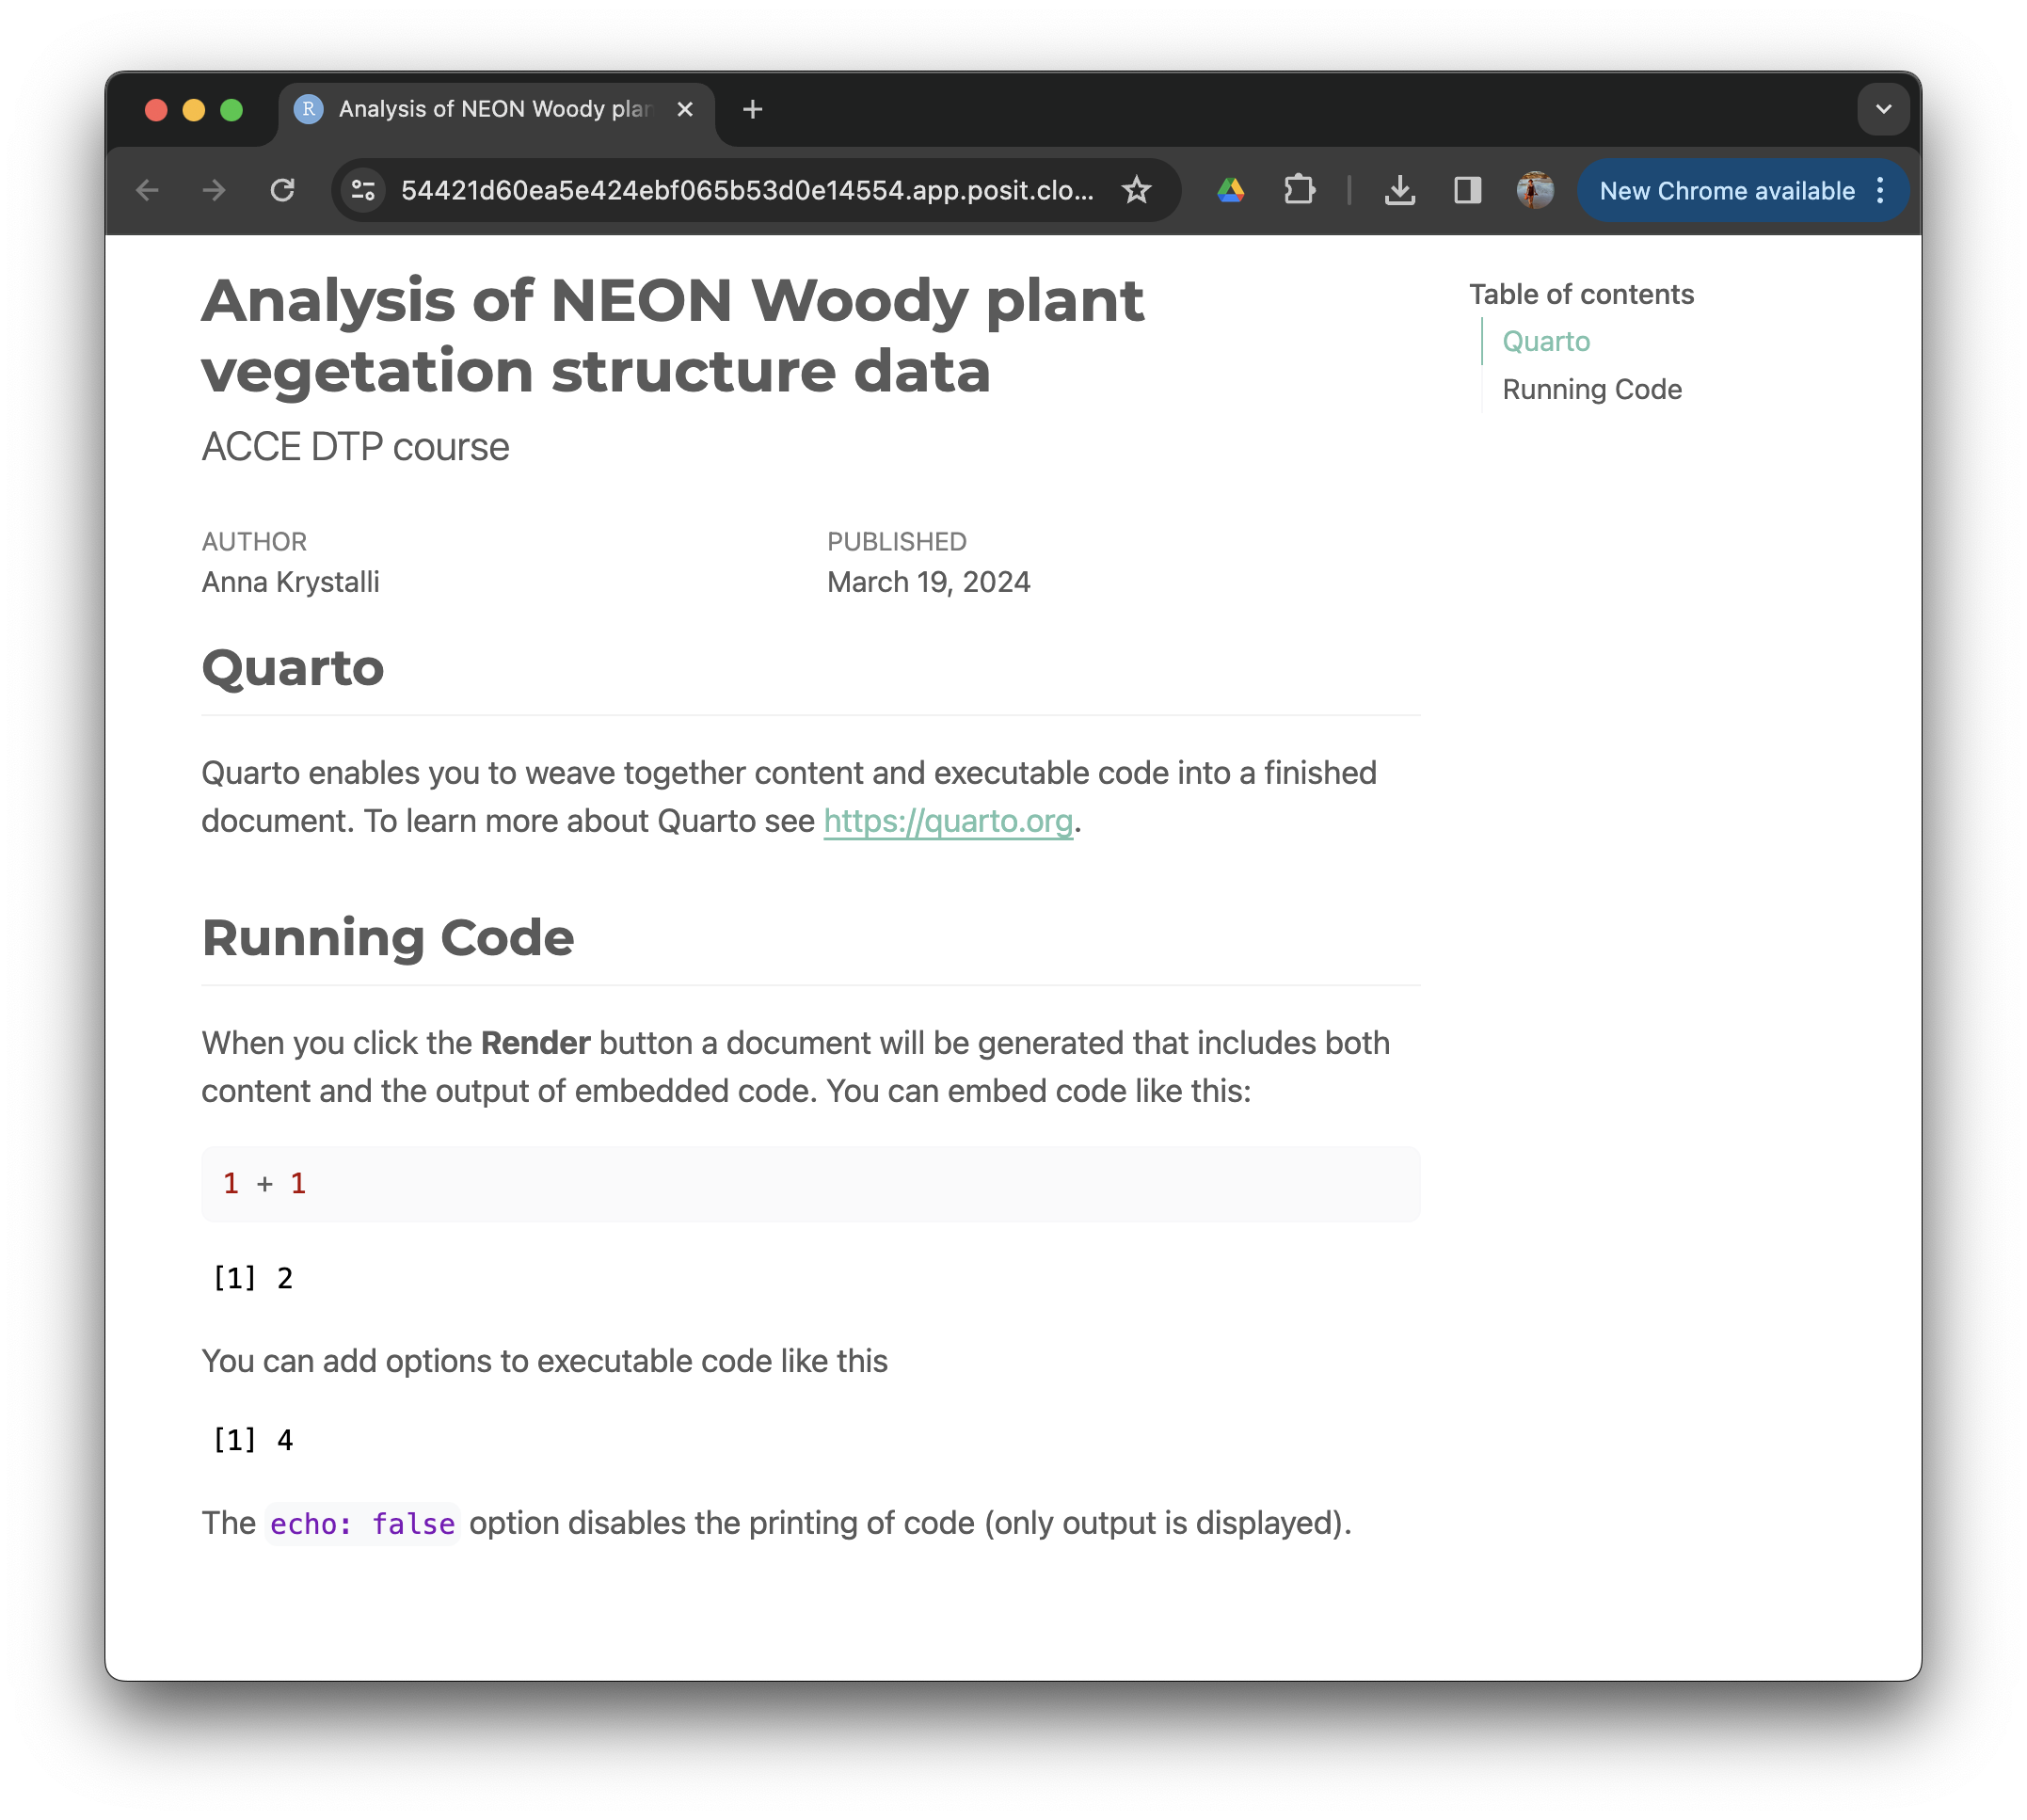 R Analysis of NEON Woody plan
54421d60ea5e424ebf065b53d0e14554.app.posit.clo...
New Chrome available
Analysis of NEON Woody plant
vegetation structure data
ACCE DTP course
AUTHOR
Anna Krystalli
PUBLISHED
March 19, 2024
Quarto
Quarto enables you to weave together content and executable code into a finished
document. To learn more about Quarto see https://quarto.org.
Running Code
When you click the Render button a document will be generated that includes both
content and the output of embedded code. You can embed code like this:
1 + 1
[1] 2
You can add options to executable code like this
[1] 4
The echo: false option disables the printing of code (only output is displayed).
Table of contents
Quarto
Running Code